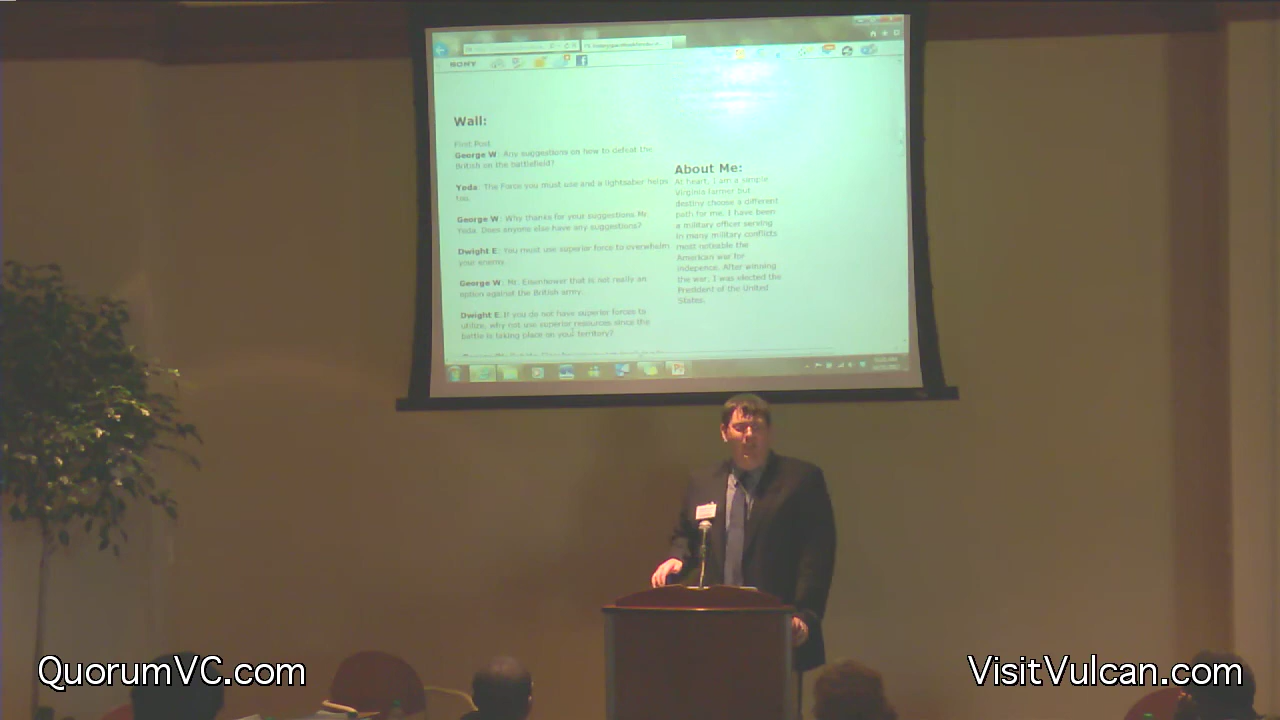 SONY
Wall:
First Post:
George W: Any suggestions on how to defeat the
British on the battlefield?
Yoda: The Force you must use and a lightsaber helps
too.
George W: Why thanks for your suggestions Mr.
Yoda. Does anyone else have any suggestions?
Dwight E: You must use superior force to overwhelm
your enemy.
George W: Mr. Eisenhower that is not really an
option against the British army.
Dwight E. If you do not have superior forces to
utilize, why not use superior resources since the
battle is taking place on your territory?
About Me:
At heart, I am a simple
Virginia farmer but
destiny choose a different
path for me. I have been
a military officer serving
in many military conflicts
most noteable the
American war for
indepence. After winning
the war, I was elected the
President of the United
States.
QuorumVC.com
VisitVulcan.com